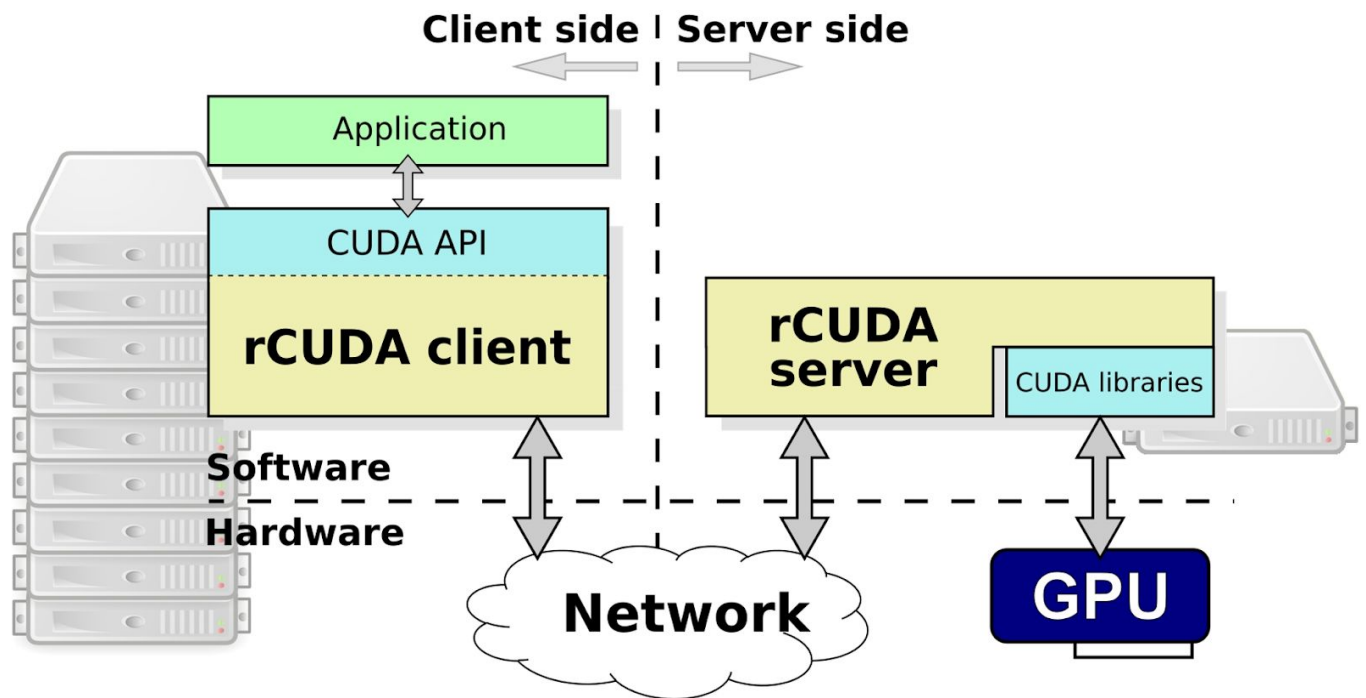 Client side
Server side
Application
CUDA API
rCUDA client
rCUDA
server
CUDA libraries
Software
Hardware
Network
GPU